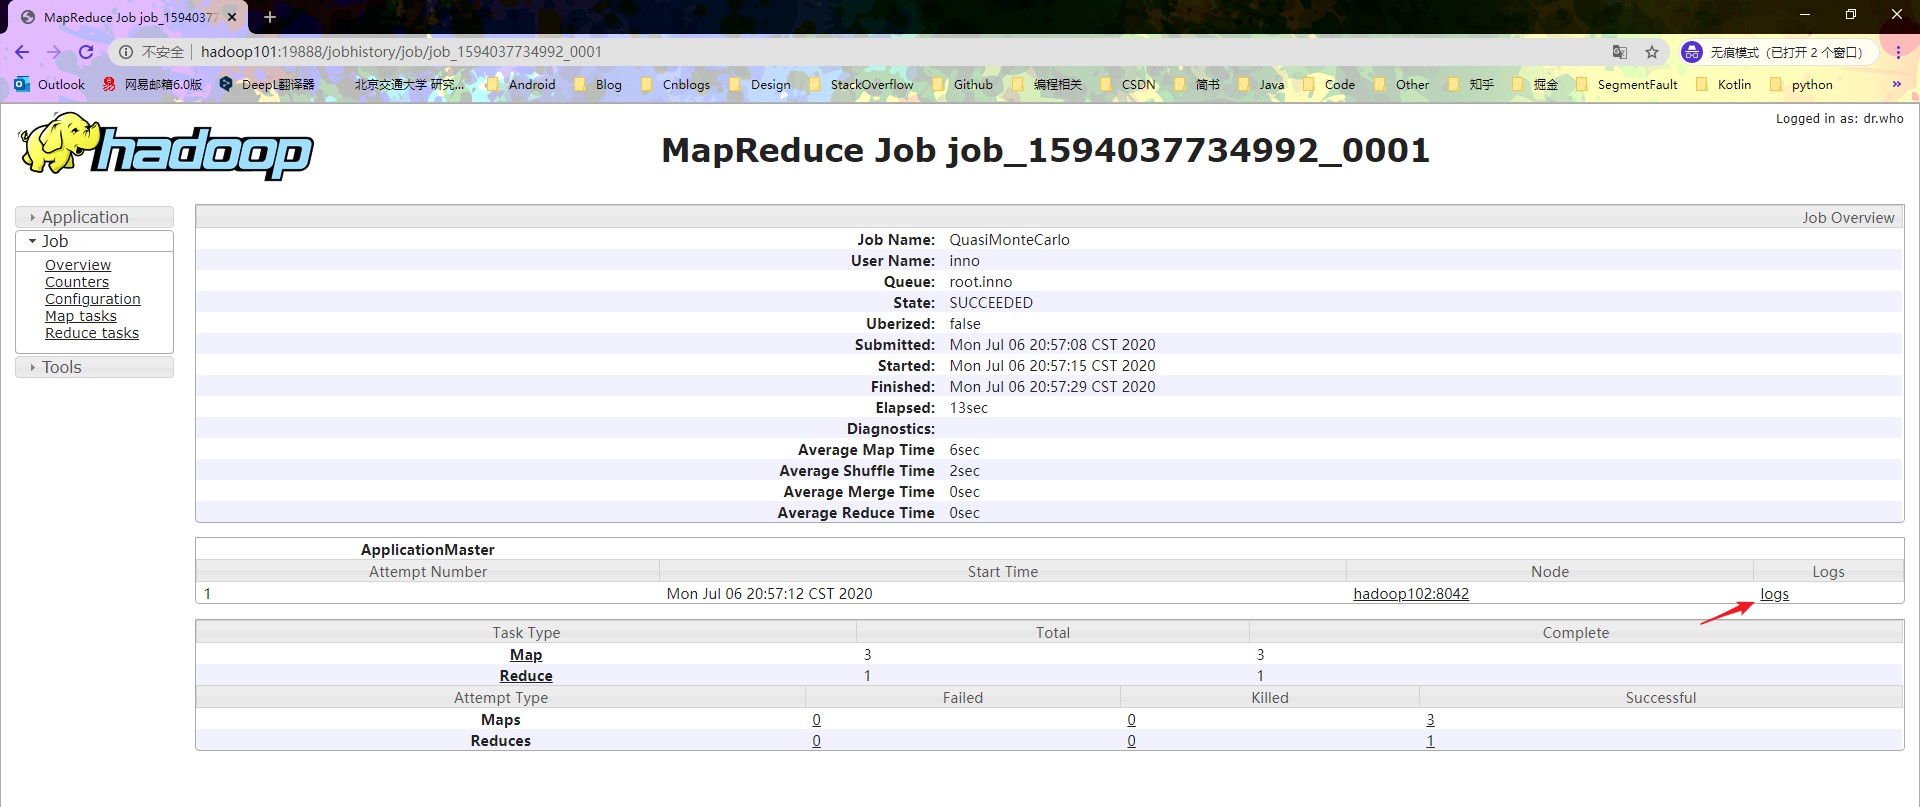 MapReduce Job job_15940377
不安全 hadoop101:19888/jobhistory/job/job_1594037734992_0001 无痕模式（已打开 2 个窗口）
Outlook 网易邮箱6.0版 DeepL翻译器 北京交通大学 研究... Android Blog Cnblogs Design StackOverflow Github 编程相关 CSDN 简书 Java Code Other 知乎 掘金 SegmentFault Kotlin python »
Logged in as: dr.who
hadoop
MapReduce Job job_1594037734992_0001
Application
Job
Overview
Counters
Configuration
Map tasks
Reduce tasks
Tools
Job Overview
Job Name: QuasiMonteCarlo
User Name: inno
Queue: root.inno
State: SUCCEEDED
Uberized: false
Submitted: Mon Jul 06 20:57:08 CST 2020
Started: Mon Jul 06 20:57:15 CST 2020
Finished: Mon Jul 06 20:57:29 CST 2020
Elapsed: 13sec
Diagnostics:
Average Map Time 6sec
Average Shuffle Time 2sec
Average Merge Time 0sec
Average Reduce Time 0sec
ApplicationMaster
Attempt Number Start Time Node Logs
1 Mon Jul 06 20:57:12 CST 2020 hadoop102:8042 logs
Task Type Total Complete
Map 3 3
Reduce 1 1
Attempt Type Failed Killed Successful
Maps 0 0 3
Reduces 0 0 1